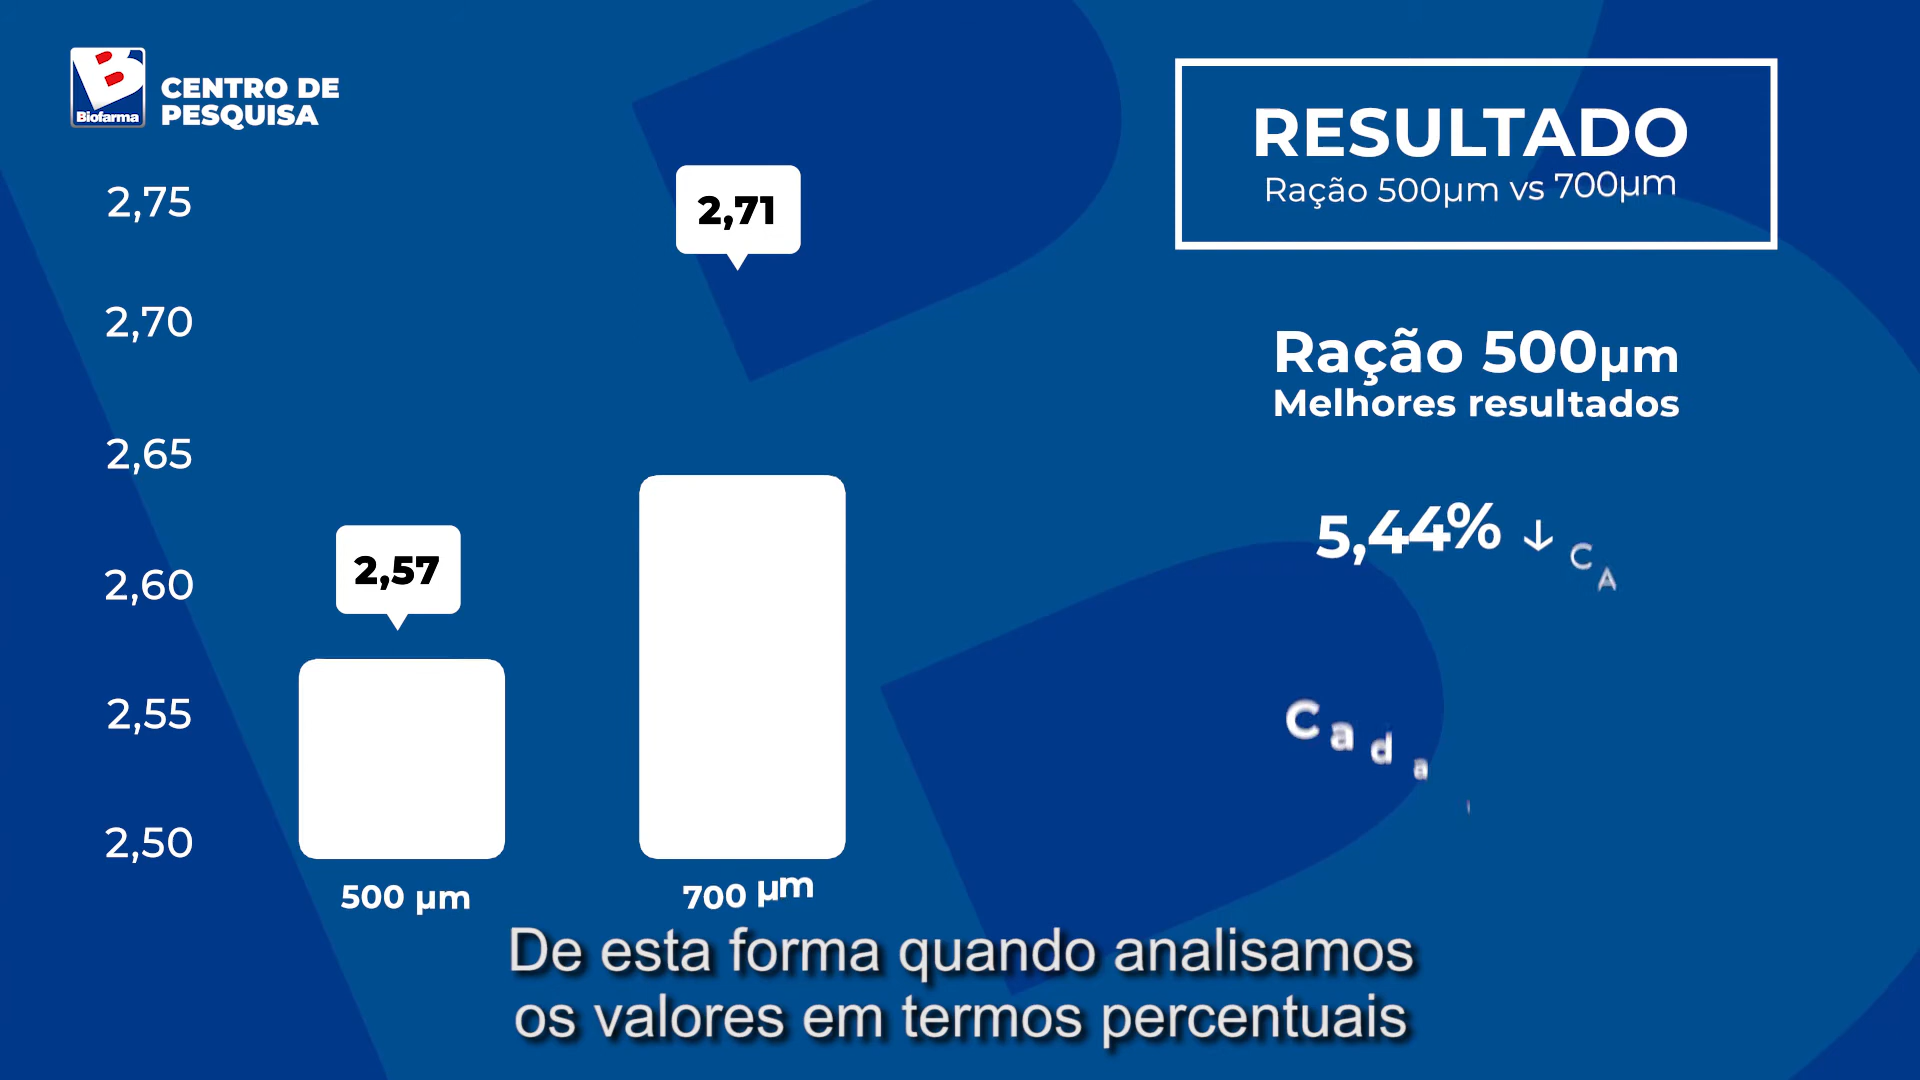 Biofarma
CENTRO DE
PESQUISA
2,75
2,70
2,65
2,60
2,55
2,50
2,57
2,71
500 µm
700 µm
RESULTADO
Ração 500µm vs 700µm
Ração 500µm
Melhores resultados
5,44% ↓ CA
Cada
De esta forma quando analisamos
os valores em termos percentuais